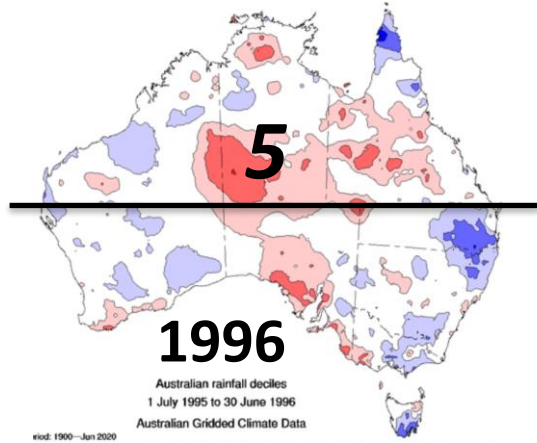 5
1996
Australian rainfall deciles
1 July 1995 to 30 June 1996
Australian Gridded Climate Data
riod: 1900—Jun 2020